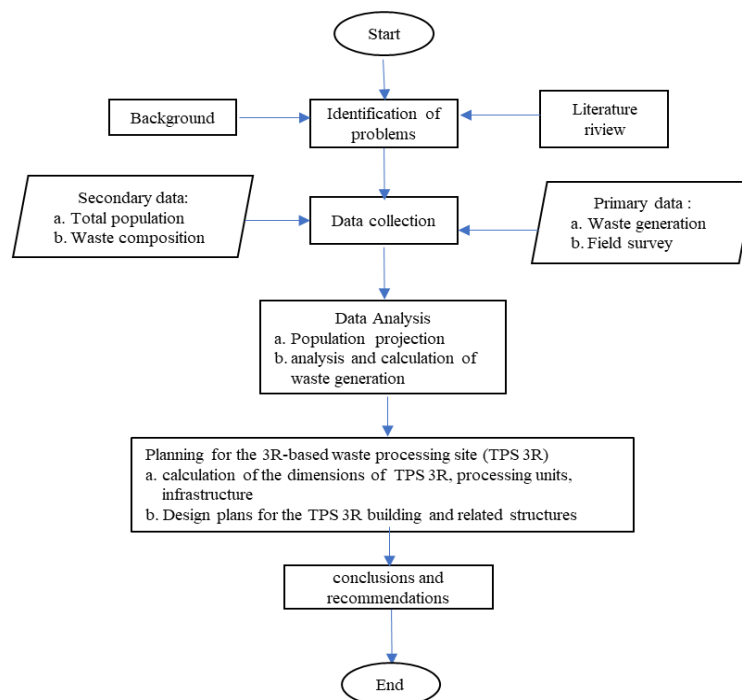 Start
Background
Identification of
problems
Literature
riview
Secondary data:
a. Total population
b. Waste composition
Data collection
Primary data :
a. Waste generation
b. Field survey
Data Analysis
a. Population projection
b. analysis and calculation of
waste generation
Planning for the 3R-based waste processing site (TPS 3R)
a. calculation of the dimensions of TPS 3R, processing units,
infrastructure
b. Design plans for the TPS 3R building and related structures
conclusions and
recommendations
End